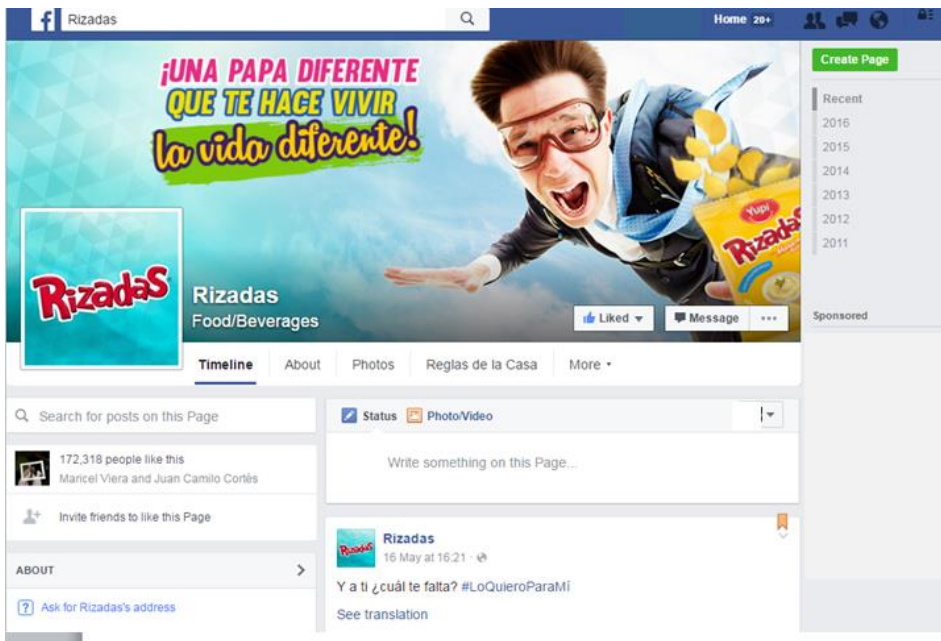 f Rizadas
Home 20+
¡UNA PAPA DIFERENTE
QUE TE HACE VIVIR
la vida diferente!
Yupi
Rizadas
Rizadas
Rizadas
Food/Beverages
Liked
Message
Timeline About Photos Reglas de la Casa More
Create Page
Recent
2016
2015
2014
2013
2012
2011
Sponsored
Search for posts on this Page
172,318 people like this
Maricel Viera and Juan Camilo Cortés
Invite friends to like this Page
ABOUT
? Ask for Rizadas's address
Status Photo/Video
Write something on this Page...
Rizadas
Rizadas
16 May at 16:21
Y a ti ¿cuál te falta? #LoQuieroParaMí
See translation